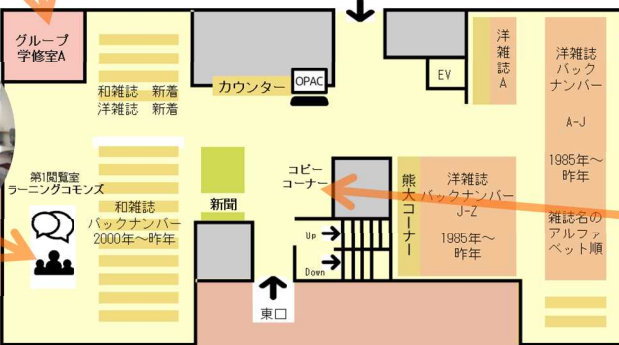 グループ
学修室A
和雑誌　新着
洋雑誌　新着
カウンター
OPAC
EV
洋
雑
誌
A
洋雑誌
バック
ナンバー
A-J
1985年～
昨年
雑誌名の
アルファ
ベット順
第1閲覧室
ラーニングコモンズ
和雑誌
バックナンバー
2000年～昨年
新聞
コピー
コーナー
Up
Down
熊
大
コ
ー
ナ
ー
洋雑誌
バックナンバー
J-Z
1985年～
昨年
東口